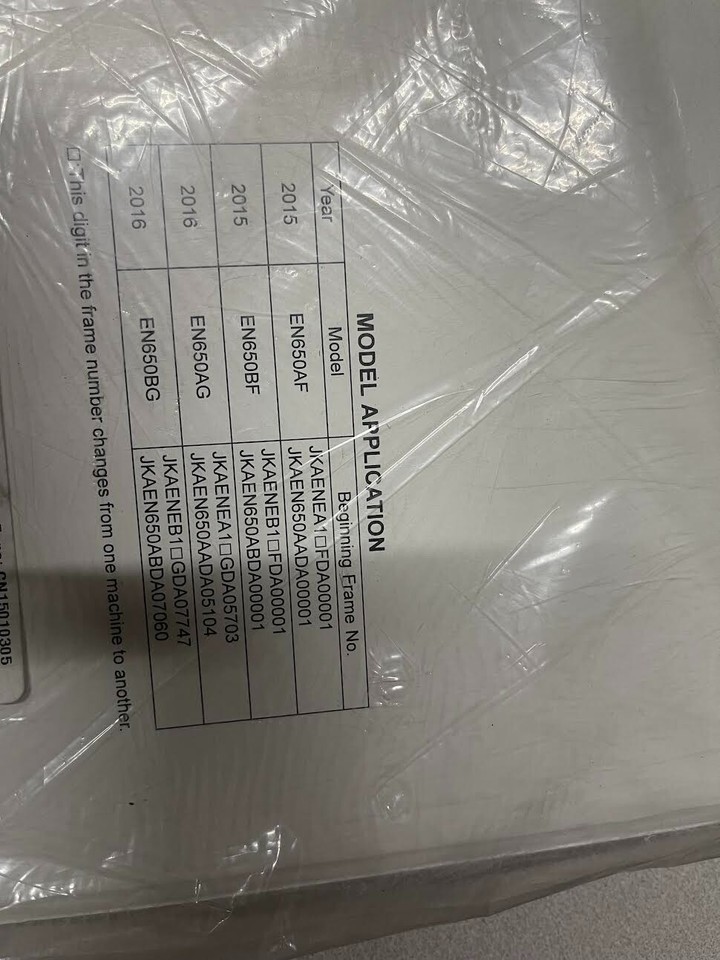 MODEL APPLICATION
Year Model Beginning Frame No.
2015 EN650AF JKAENEA1□FDA00001
JKAEN650AADA00001
2015 EN650BF JKAENEB1□FDA00001
JKAEN650ABDA00001
2016 EN650AG JKAENEA1□GDA05703
JKAEN650AADA05104
2016 EN650BG JKAENEB1□GDA07747
JKAEN650ABDA07060
□:This digit in the frame number changes from one machine to another.
CN15010305